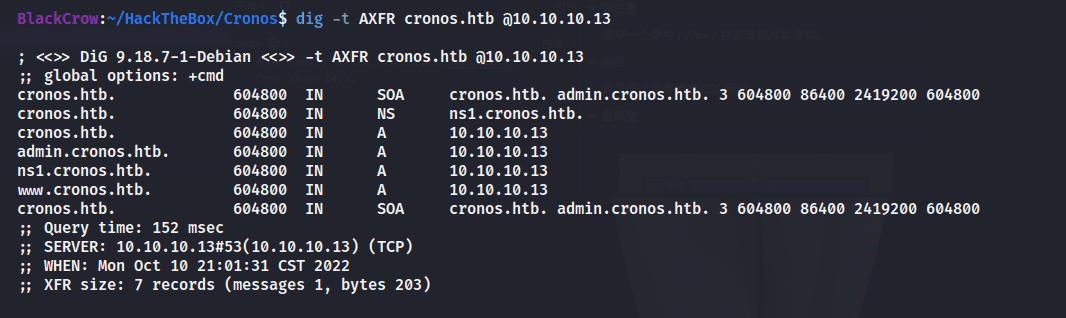 BlackCrow:~/HackTheBox/Cronos$ dig -t AXFR cronos.htb @10.10.10.13
; <<>> DiG 9.18.7-1-Debian <<>> -t AXFR cronos.htb @10.10.10.13
;; global options: +cmd
cronos.htb. 604800 IN SOA cronos.htb. admin.cronos.htb. 3 604800 86400 2419200 604800
cronos.htb. 604800 IN NS ns1.cronos.htb.
cronos.htb. 604800 IN A 10.10.10.13
admin.cronos.htb. 604800 IN A 10.10.10.13
ns1.cronos.htb. 604800 IN A 10.10.10.13
www.cronos.htb. 604800 IN A 10.10.10.13
cronos.htb. 604800 IN SOA cronos.htb. admin.cronos.htb. 3 604800 86400 2419200 604800
;; Query time: 152 msec
;; SERVER: 10.10.10.13#53(10.10.10.13) (TCP)
;; WHEN: Mon Oct 10 21:01:31 CST 2022
;; XFR size: 7 records (messages 1, bytes 203)